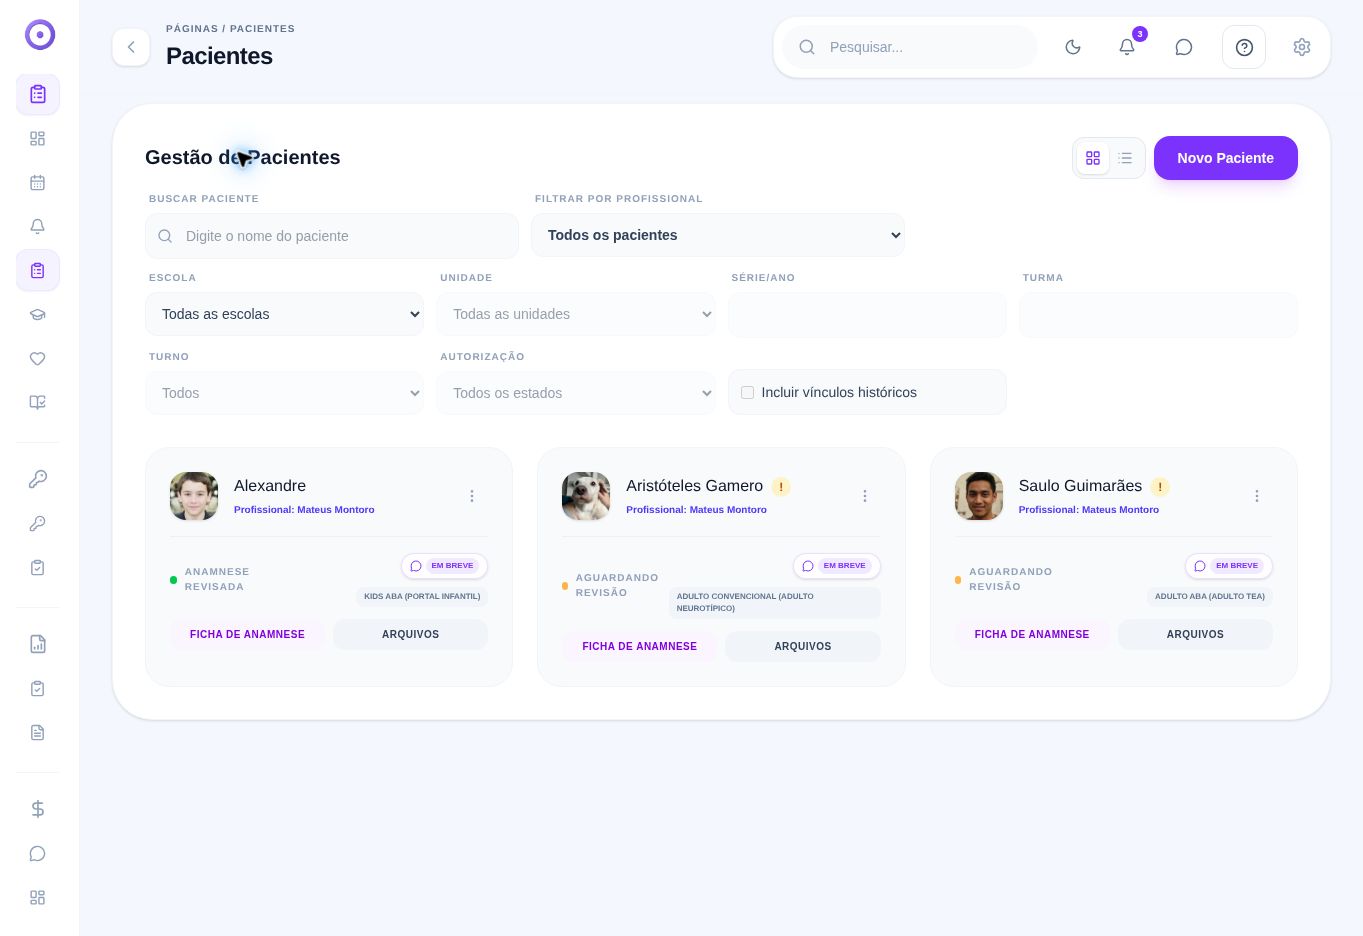 PÁGINAS / PACIENTES
Pacientes
Pesquisar...
3
Gestão de Pacientes
Novo Paciente
BUSCAR PACIENTE
FILTRAR POR PROFISSIONAL
Digite o nome do paciente
Todos os pacientes
ESCOLA
UNIDADE
SÉRIE/ANO
TURMA
Todas as escolas
Todas as unidades
TURNO
AUTORIZAÇÃO
Todos
Todos os estados
Incluir vínculos históricos
Alexandre
Profissional: Mateus Montoro
ANAMNESE
REVISADA
EM BREVE
KIDS ABA (PORTAL INFANTIL)
FICHA DE ANAMNESE
ARQUIVOS
Aristóteles Gamero !
Profissional: Mateus Montoro
AGUARDANDO
REVISÃO
EM BREVE
ADULTO CONVENCIONAL (ADULTO
NEUROTÍPICO)
FICHA DE ANAMNESE
ARQUIVOS
Saulo Guimarães !
Profissional: Mateus Montoro
AGUARDANDO
REVISÃO
EM BREVE
ADULTO ABA (ADULTO TEA)
FICHA DE ANAMNESE
ARQUIVOS